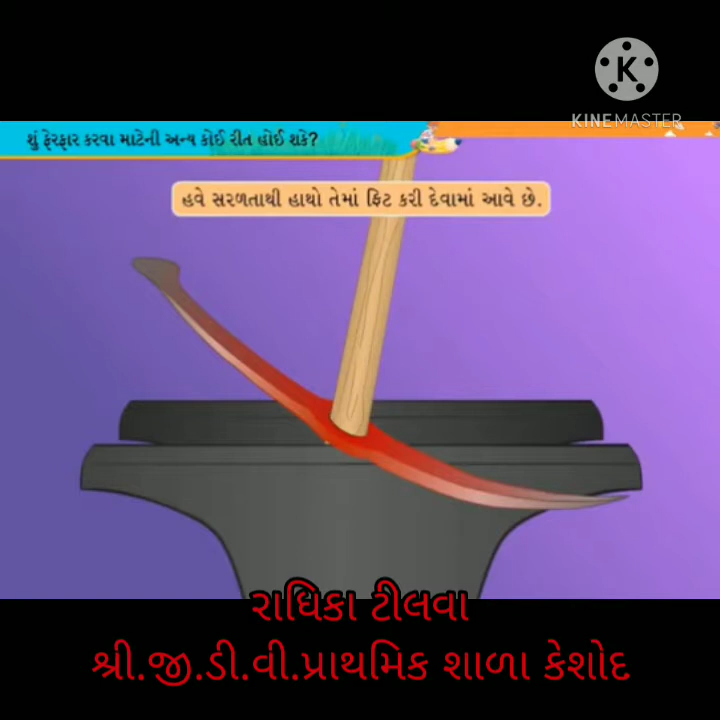 KINEMASTER
શું ફેરફાર કરવા માટેની અન્ય કોઈ રીત હોઈ શકે?
હવે સરળતાથી હાથો તેમાં ફિટ કરી દેવામાં આવે છે.
રાધિકા ટીલવા
શ્રી.જી.ડી.વી.પ્રાથમિક શાળા કેશોદ